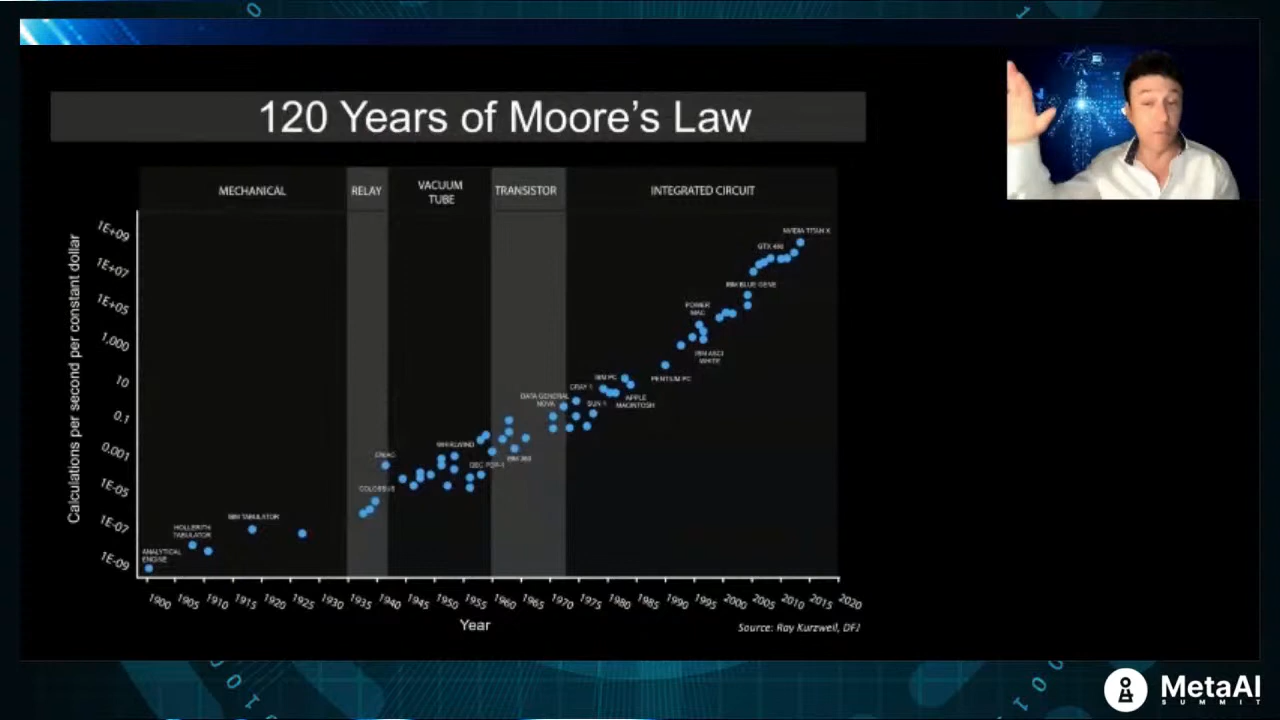 120 Years of Moore's Law
MECHANICAL
RELAY
VACUUM
TUBE
TRANSISTOR
INTEGRATED CIRCUIT
Calculations per second per constant dollar
1E+09
1E+07
1E+05
1,000
10
0.1
0.001
1E-05
1E-07
1E-09
ANALYTICAL
ENGINE
HOLLERITH
TABULATOR
IBM TABULATOR
COLOSSUS
ENIAC
WHIRLWIND
DEC PDP-1
IBM 360
DATA GENERAL
NOVA
CRAY 1
SUN 1
IBM PC
APPLE
MACINTOSH
PENTIUM PC
POWER
MAC
IBM ASCI
WHITE
IBM BLUE GENE
GTX 450
NVIDIA TITAN X
1900
1905
1910
1915
1920
1925
1930
1935
1940
1945
1950
1955
1960
1965
1970
1975
1980
1985
1990
1995
2000
2005
2010
2015
2020
Year
Source: Ray Kurzweil, DFJ
MetaAI
SUMMIT